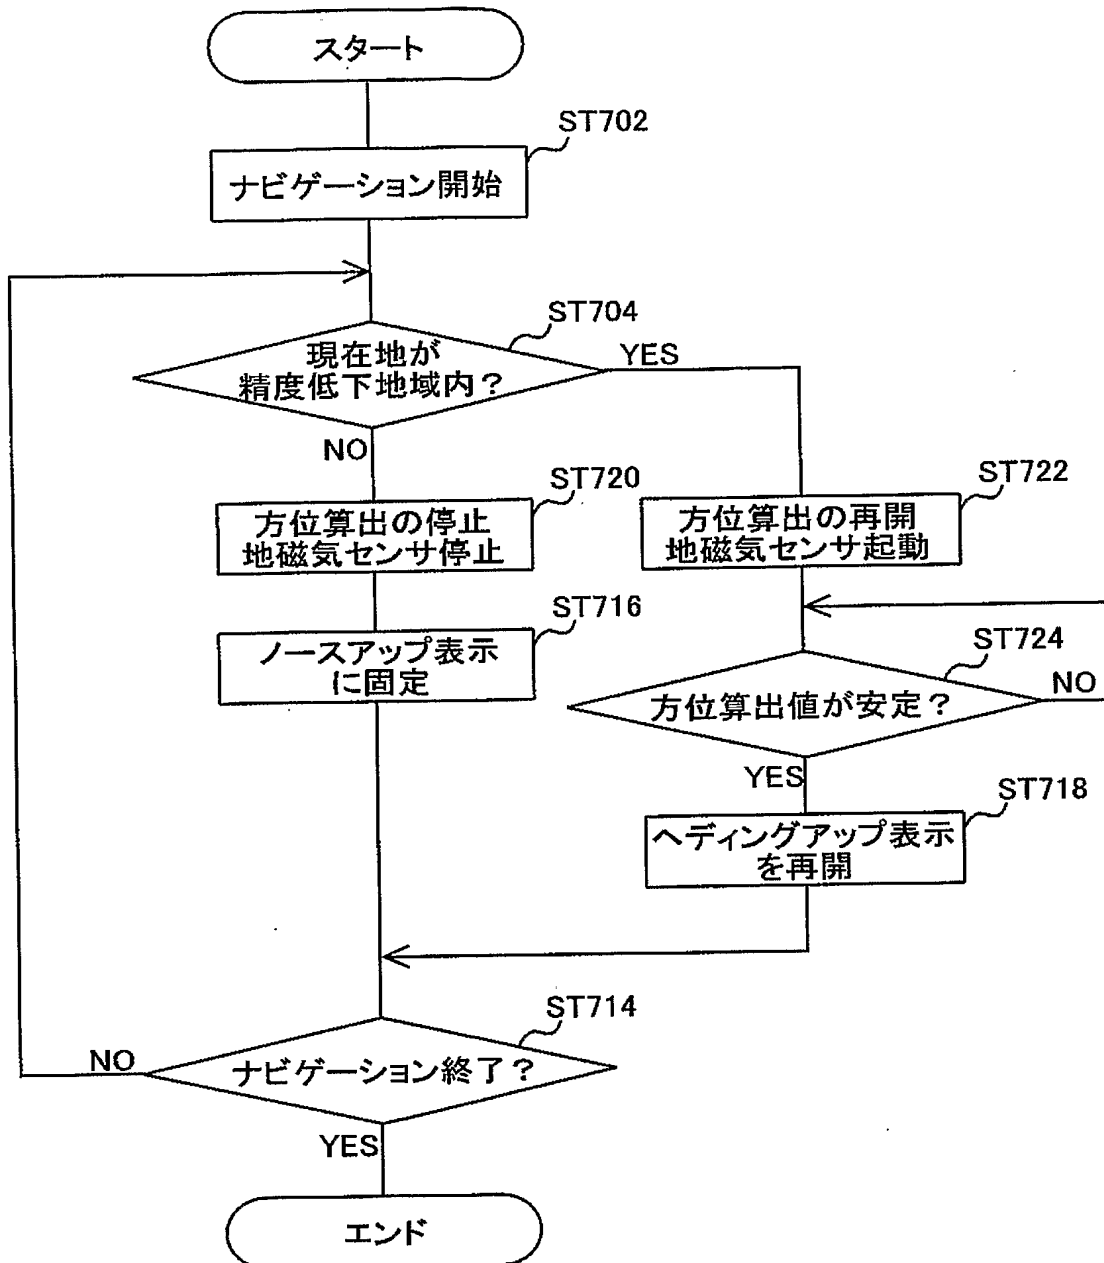 スタート
ST702
ナビゲーション開始
ST704
現在地が
精度低下地域内？
YES
NO
ST720
方位算出の停止
地磁気センサ停止
ST722
方位算出の再開
地磁気センサ起動
ST716
ノースアップ表示
に固定
ST724
方位算出値が安定？
NO
YES
ST718
ヘディングアップ表示
を再開
ST714
ナビゲーション終了？
NO
YES
エンド